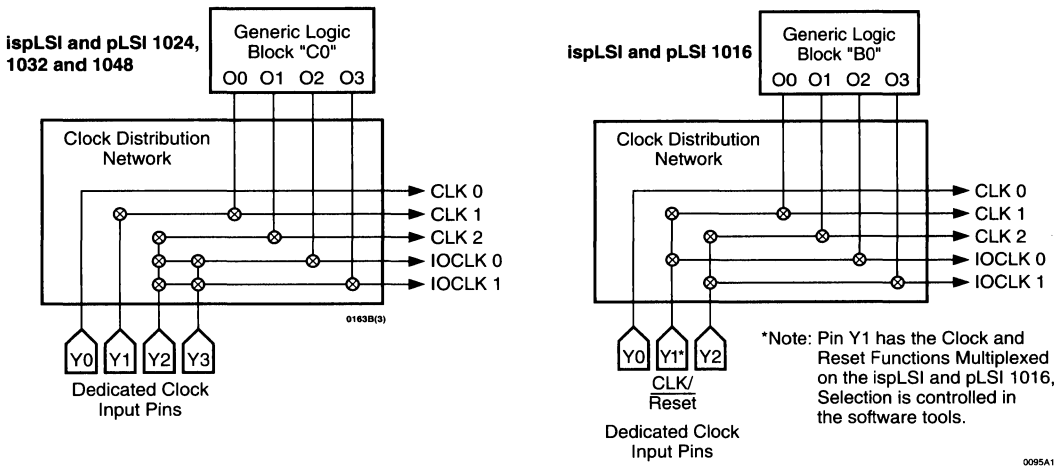 ispLSI and pLSI 1024,
1032 and 1048
Generic Logic
Block "C0"
O0 O1 O2 O3
Clock Distribution
Network
CLK 0
CLK 1
CLK 2
IOCLK 0
IOCLK 1
0163B(3)
Y0 Y1 Y2 Y3
Dedicated Clock
Input Pins
ispLSI and pLSI 1016
Generic Logic
Block "B0"
O0 O1 O2 O3
Clock Distribution
Network
CLK 0
CLK 1
CLK 2
IOCLK 0
IOCLK 1
Y0 Y1* Y2
CLK/
Reset
Dedicated Clock
Input Pins
*Note: Pin Y1 has the Clock and
Reset Functions Multiplexed
on the ispLSI and pLSI 1016,
Selection is controlled in
the software tools.
0095A1